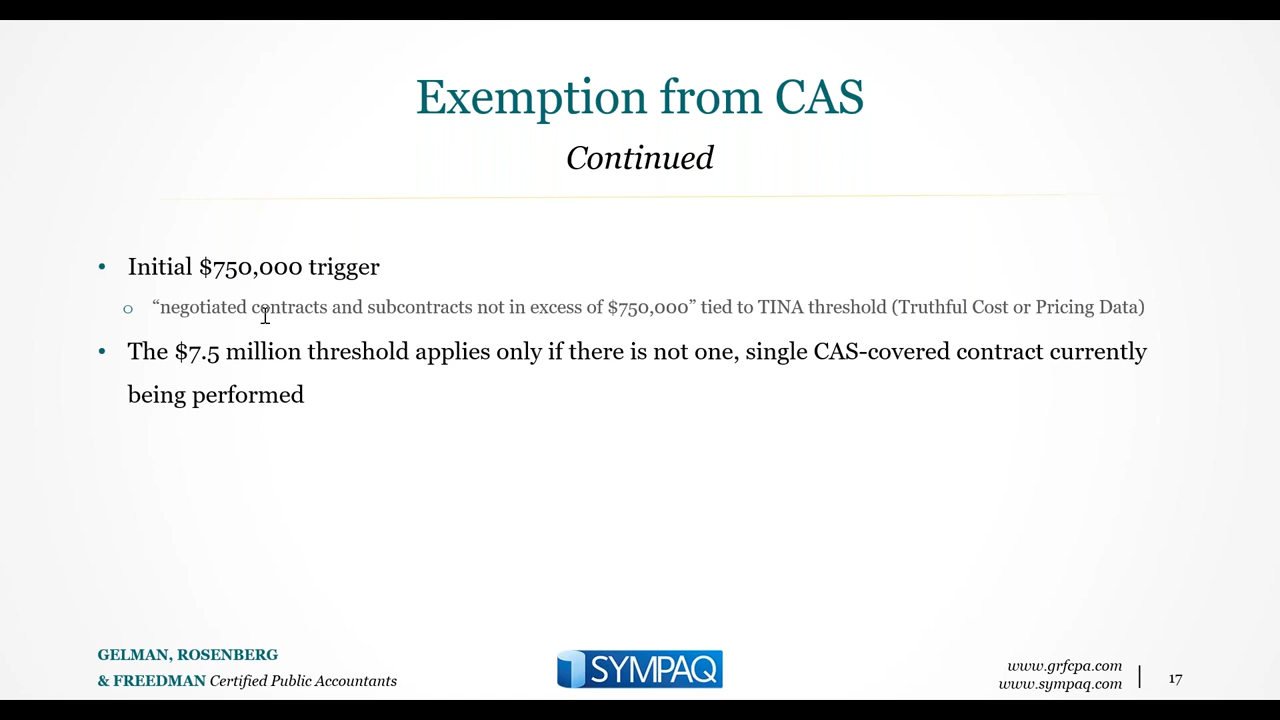 Exemption from CAS
Continued
• Initial $750,000 trigger
o “negotiated contracts and subcontracts not in excess of $750,000” tied to TINA threshold (Truthful Cost or Pricing Data)
• The $7.5 million threshold applies only if there is not one, single CAS-covered contract currently
being performed
GELMAN, ROSENBERG
& FREEDMAN Certified Public Accountants
SYMPAQ
www.grfcpa.com
www.sympaq.com
17